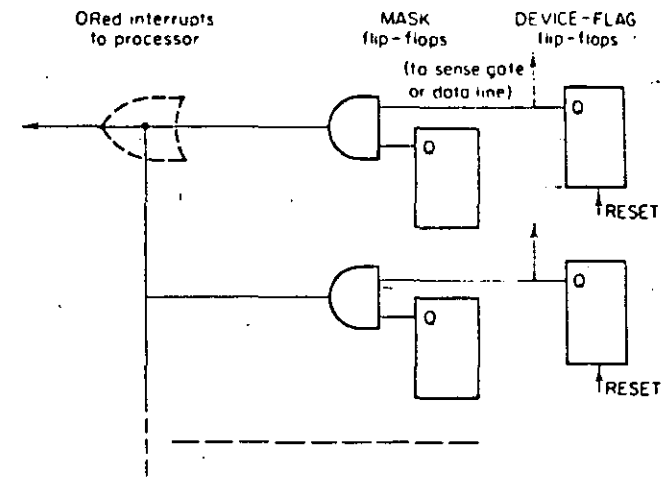 ORed interrupts
to processor
MASK
flip-flops
DEVICE-FLAG
flip-flops
(to sense gate
or data line)
Q
Q
RESET
Q
Q
RESET